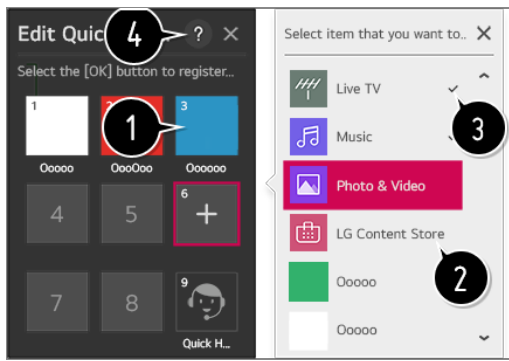 Edit Quic
4
?
Select the [OK] button to register...
1
2
3
1
Ooooo
OooOoo
Oooooo
4
5
6
+
7
8
9
Quick H...
Select item that you want to..
Live TV
3
Music
Photo & Video
LG Content Store
2
Ooooo
Ooooo